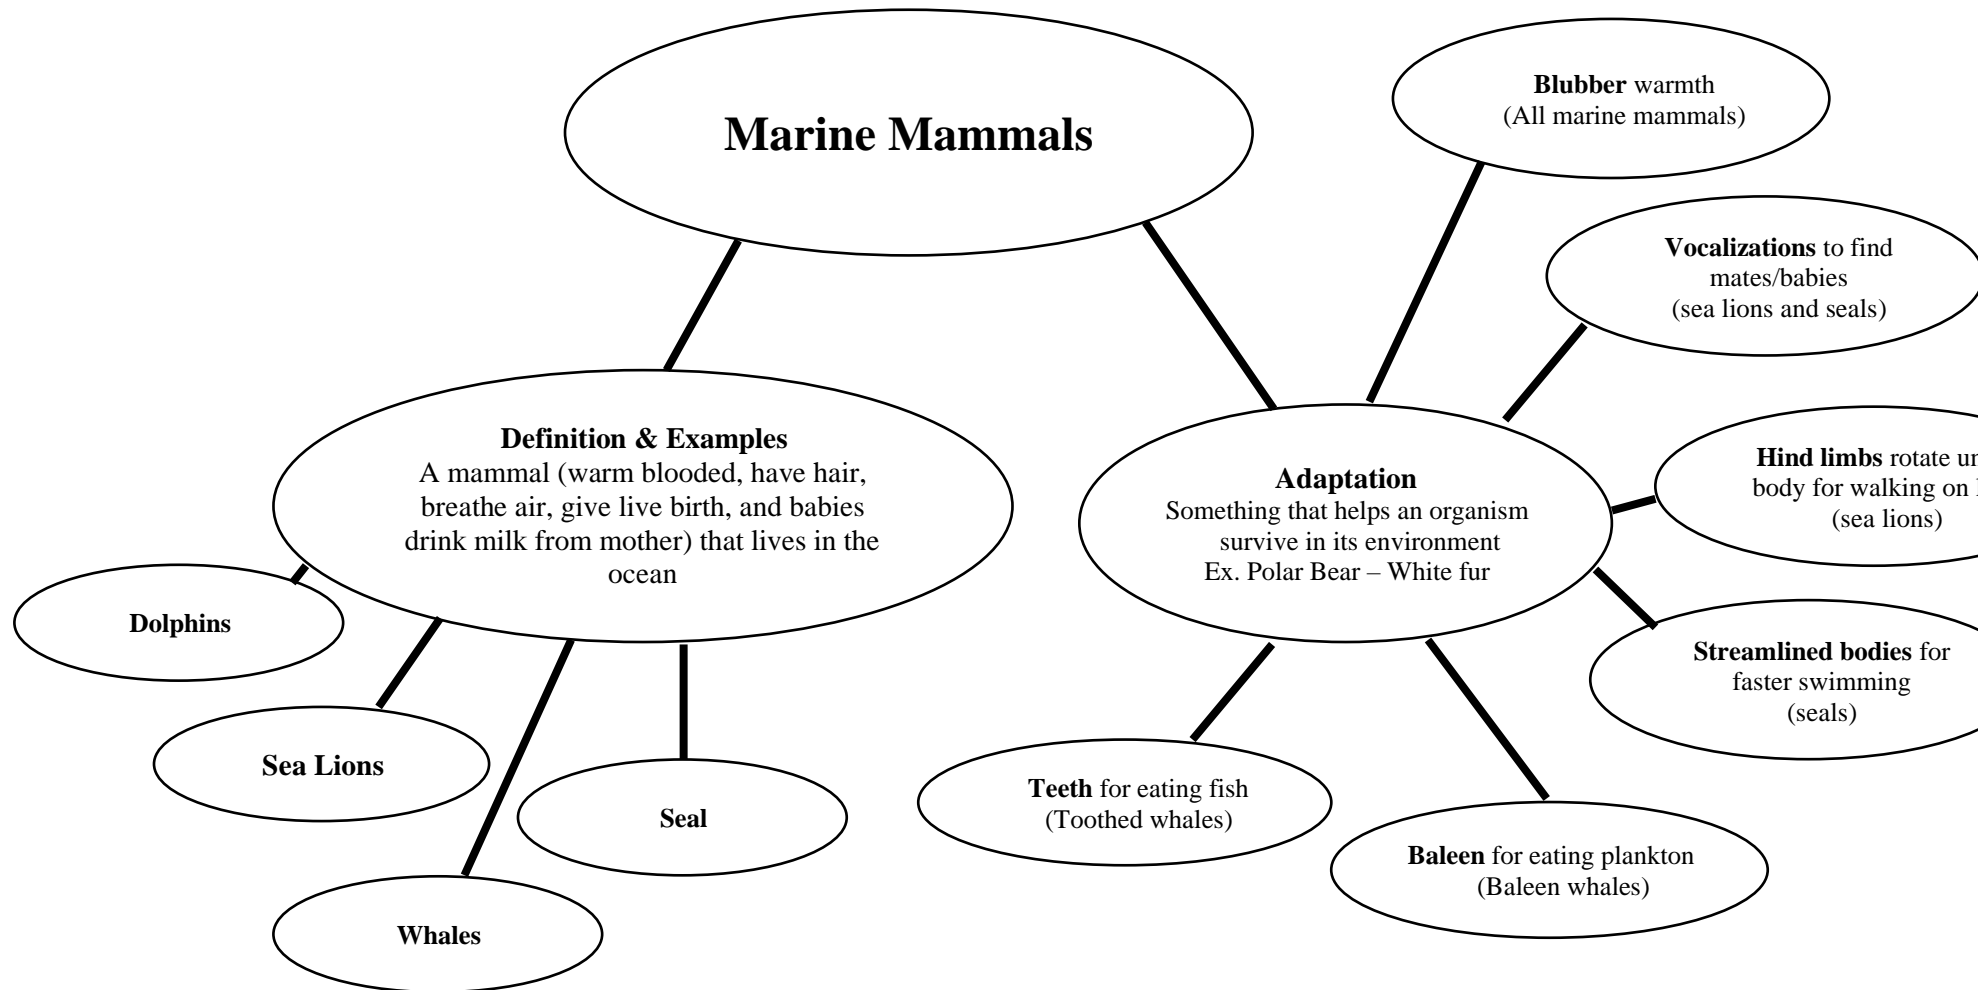 Marine Mammals
Blubber warmth
(All marine mammals)
Vocalizations to find
mates/babies
(sea lions and seals)
Definition & Examples
A mammal (warm blooded, have hair,
breathe air, give live birth, and babies
drink milk from mother) that lives in the
ocean
Adaptation
Something that helps an organism
survive in its environment
Ex. Polar Bear – White fur
Hind limbs rotate
body for walking on
(sea lions)
Dolphins
Streamlined bodies for
faster swimming
(seals)
Sea Lions
Seal
Teeth for eating fish
(Toothed whales)
Baleen for eating plankton
(Baleen whales)
Whales